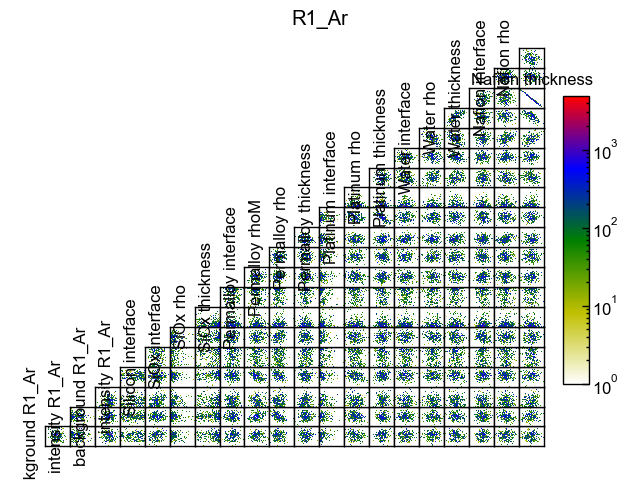 R1_Ar
kground R1_Ar
intensity R1_Ar
background R1_Ar
intensity R1_Ar
Silicon interface
SiOx interface
SiOx rho
SiOx thickness
Permalloy interface
Permalloy rhoM
Permalloy rho
Permalloy thickness
Platinum interface
Platinum rho
Platinum thickness
Water interface
Water rho
Water thickness
Nafion interface
Nafion rho
Nafion thickness
10³
10²
10¹
10⁰